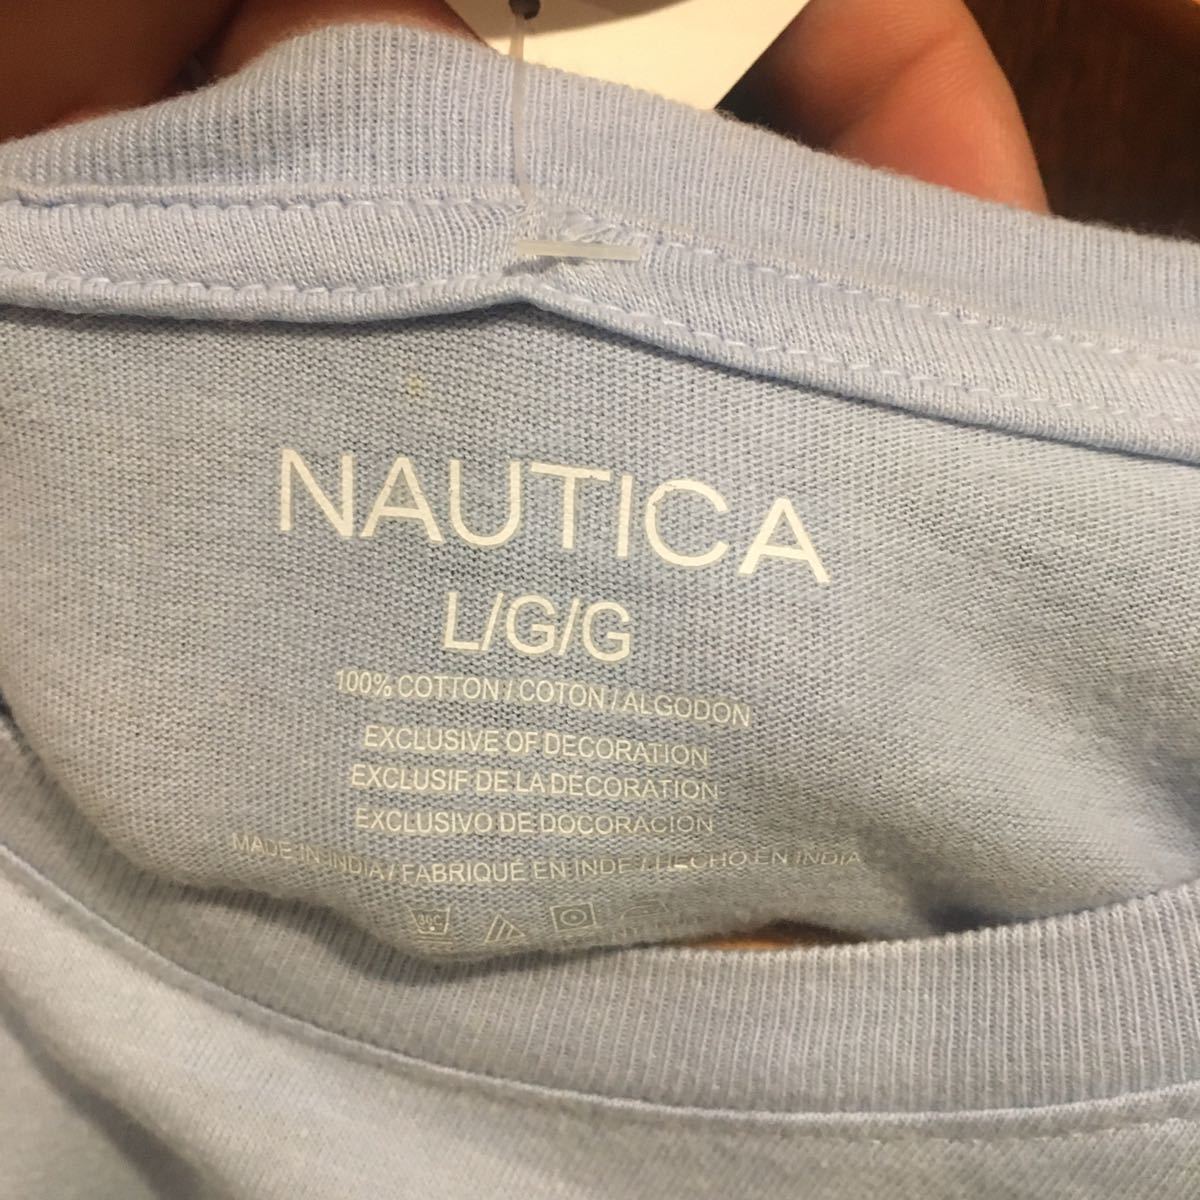 NAUTICA
L/G/G
100% COTTON / COTON / ALGODON
EXCLUSIVE OF DECORATION
EXCLUSIF DE LA DÉCORATION
EXCLUSIVO DE DOCORACION
MADE IN INDIA / FABRIQUÉ EN INDE / HECHO EN INDIA
30C